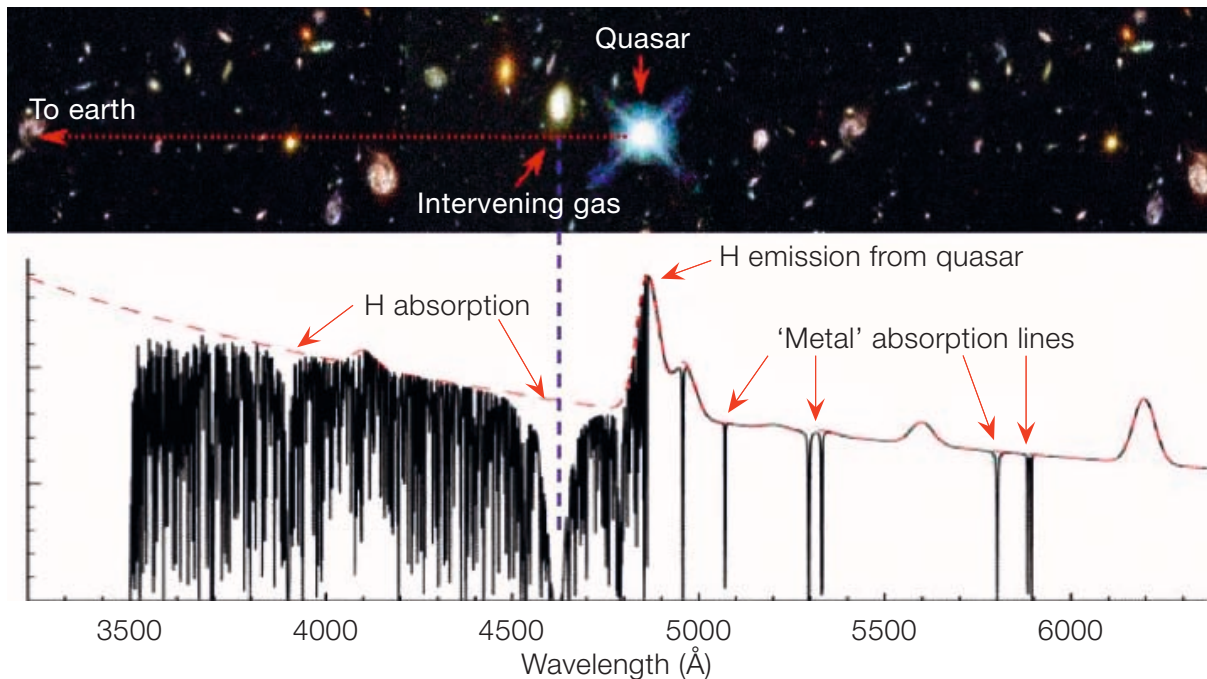 Quasar
To earth
Intervening gas
H emission from quasar
H absorption
‘Metal’ absorption lines
3500 4000 4500 5000 5500 6000
Wavelength (Å)